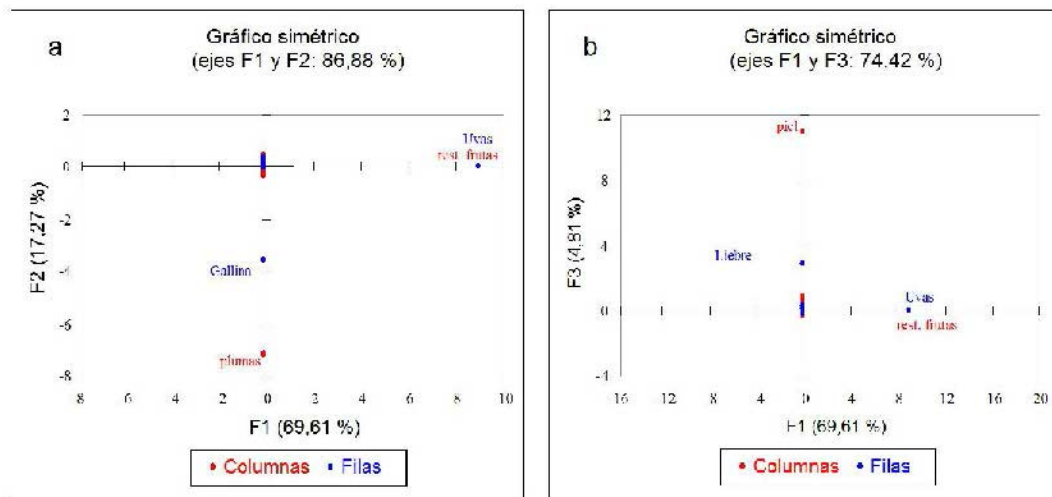 a
Gráfico simétrico
(ejes F1 y F2: 86,88 %)
2
0
-2
-4
-6
-8
Uvas
rest. frutas
Gallina
plumas
F2 (17,27 %)
8 6 4 2 0 2 4 6 8 10
F1 (69,61 %)
Columnas Filas
b
Gráfico simétrico
(ejes F1 y F3: 74,42 %)
12
8
4
0
-4
piel
Liebre
Uvas
rest. frutas
F3 (4,81 %)
16 12 8 4 0 4 8 12 16 20
F1 (69,61 %)
Columnas Filas